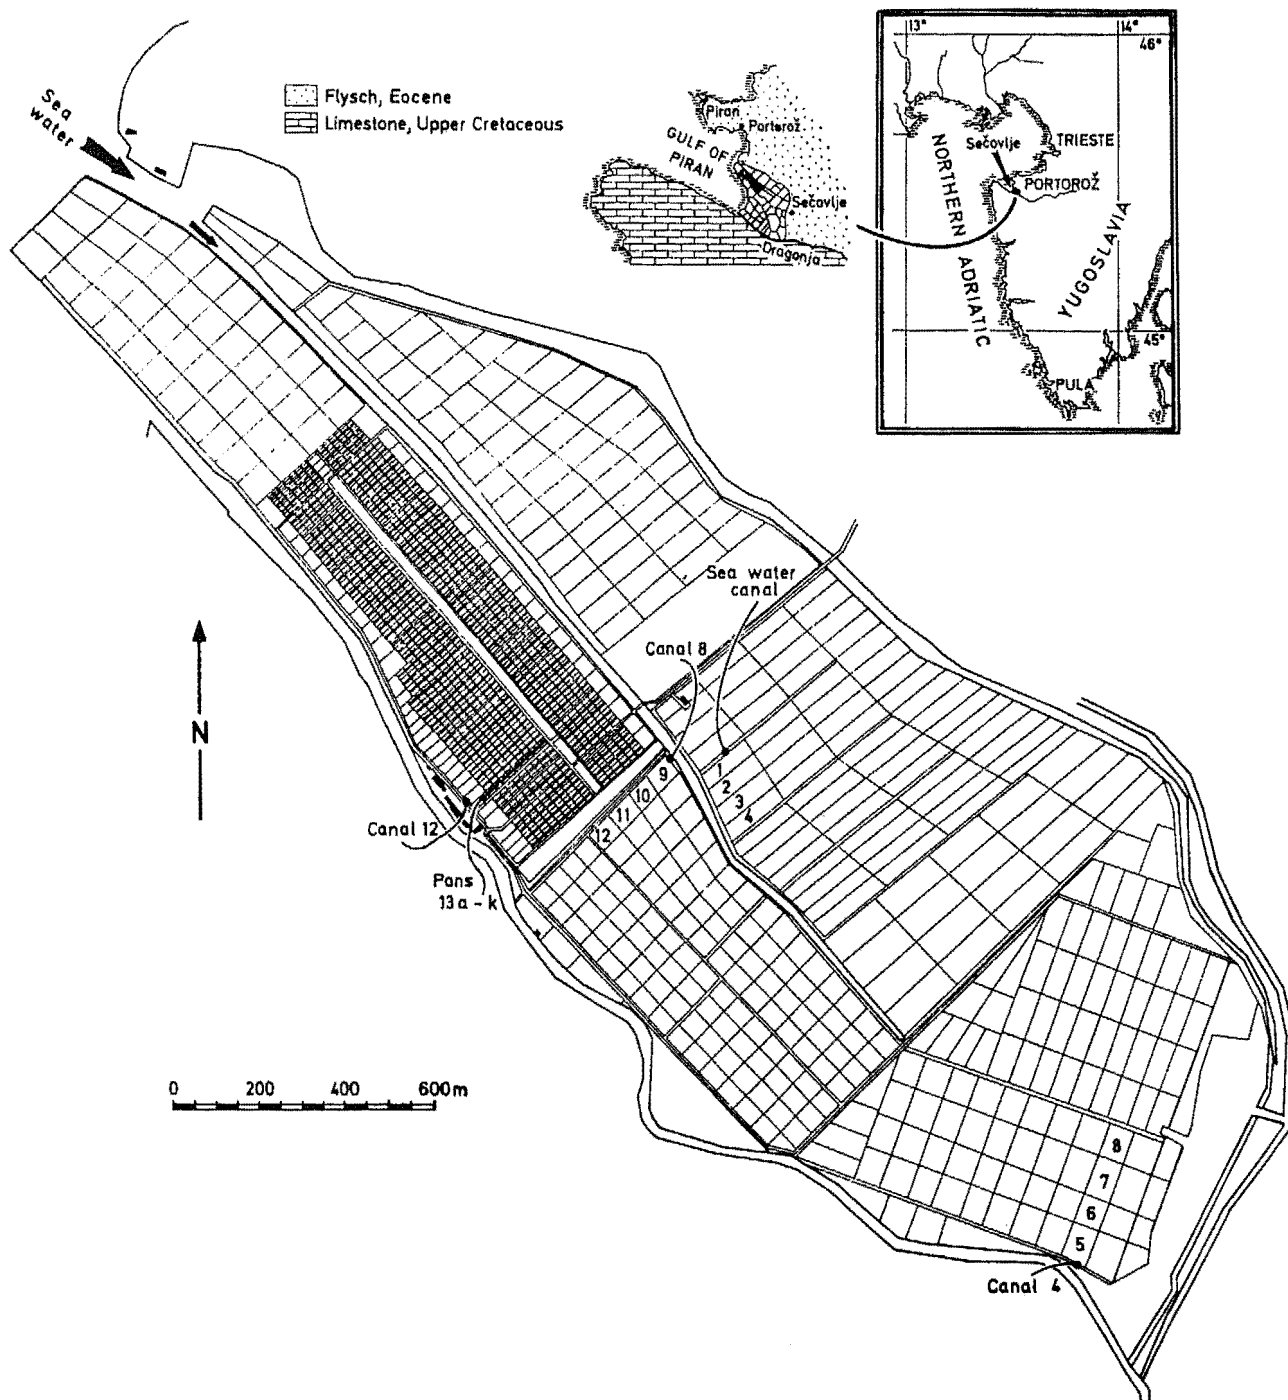 Sea
water
Flysch, Eocene
Limestone, Upper Cretaceous
Piran
Portorož
GULF OF
PIRAN
Sečovlje
Dragonja
13°
14°
46°
Sečovlje
TRIESTE
PORTOROŽ
NORTHERN ADRIATIC
YUGOSLAVIA
45°
PULA
Sea water
canal
Canal 8
N
1
2
3
4
9
10
11
12
Canal 12
Pans
13a-k
0 200 400 600m
8
7
6
5
Canal 4